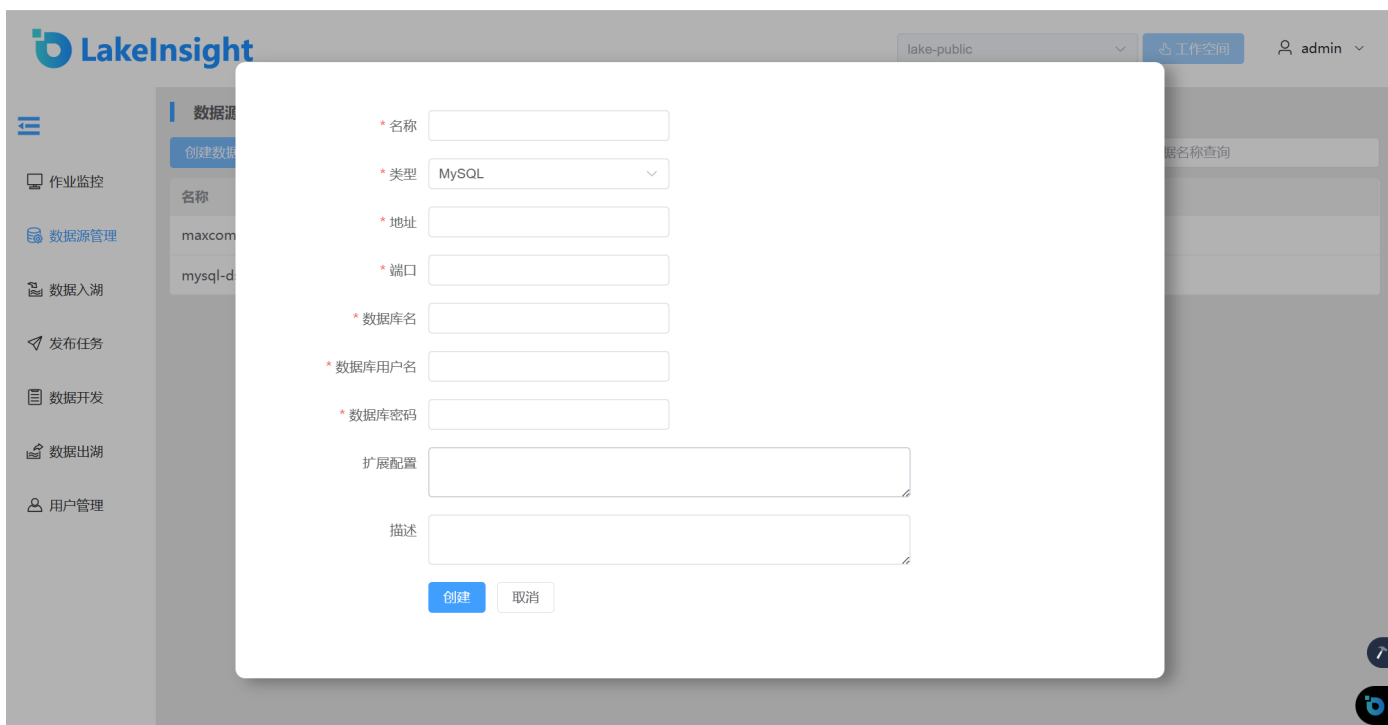 LakeInsight
lake-public
工作空间
admin
数据源
创建数据
据名称查询
名称
maxcom
mysql-d
作业监控
数据源管理
数据入湖
发布任务
数据开发
数据出湖
用户管理
* 名称
* 类型 MySQL
* 地址
* 端口
* 数据库名
* 数据库用户名
* 数据库密码
扩展配置
描述
创建 取消